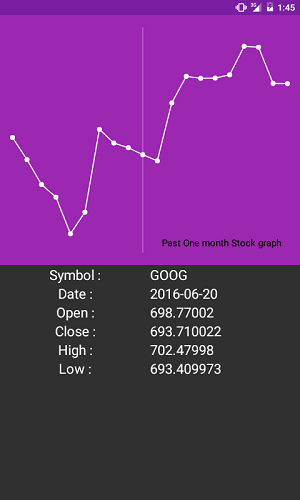 3G 1:45
Past One month Stock graph
Symbol : GOOG
Date : 2016-06-20
Open : 698.77002
Close : 693.710022
High : 702.47998
Low : 693.409973